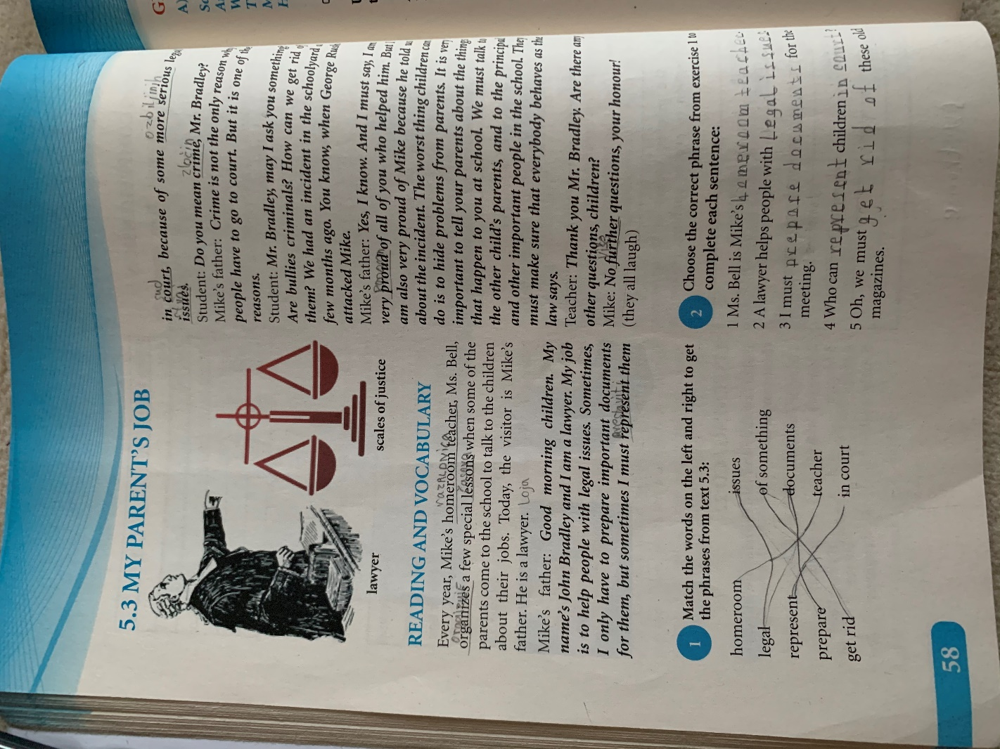 5.3 MY PARENT'S JOB
lawyer
scales of justice
READING AND VOCABULARY
Every year, Mike's homeroom teacher, Ms. Bell,
organizes a few special lessons when some of the
parents come to the school to talk to the children
about their jobs. Today, the visitor is Mike's
father. He is a lawyer.
Mike's father: Good morning children. My
name's John Bradley and I am a lawyer. My job
is to help people with legal issues. Sometimes,
I only have to prepare important documents
for them, but sometimes I must represent them
ozbiljnih
in court, because of some more serious
sud
zločin
issues.
Student: Do you mean crime, Mr. Bradley?
Mike's father: Crime is not the only reason
people have to go to court. But it is one of
reasons.
Student: Mr. Bradley, may I ask you something
Are bullies criminals? How can we get rid
them? We had an incident in the schoolyard
few months ago. You know, when George
attacked Mike.
Mike's father: Yes, I know. And I must say, I
very proud of all of you who helped him. But
am also very proud of Mike because he told
about the incident. The worst thing children
do is to hide problems from parents. It is
important to tell your parents about the
that happen to you at school. We must talk
the other child's parents, and to the
and other important people in the school.
must make sure that everybody behaves as
law says.
Teacher: Thank you Mr. Bradley. Are there
other questions, children?
Mike: No further questions, your honour!
(they all laugh)
1 Match the words on the left and right to get
the phrases from text 5.3:
homeroom issues
legal of something
represent documents
prepare teacher
get rid in court
2 Choose the correct phrase from exercise 1 to
complete each sentence:
1 Ms. Bell is Mike's homeroom teacher.
2 A lawyer helps people with legal issues
3 I must prepare documents for the
meeting.
4 Who can represent children in court?
5 Oh, we must get rid of these old
magazines.
58